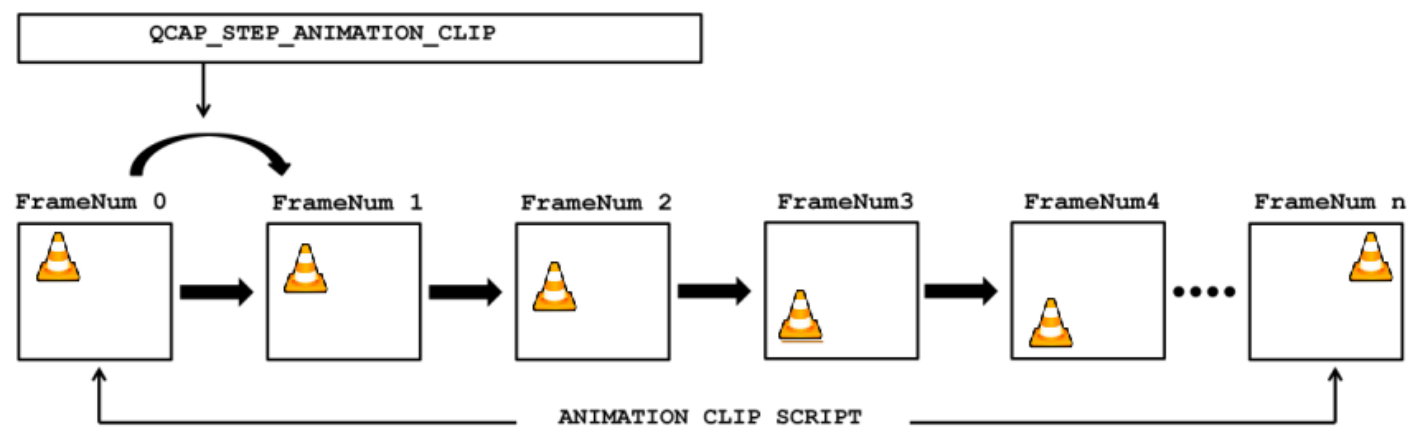 QCAP_STEP_ANIMATION_CLIP
FrameNum 0
FrameNum 1
FrameNum 2
FrameNum3
FrameNum4
FrameNum n
ANIMATION CLIP SCRIPT